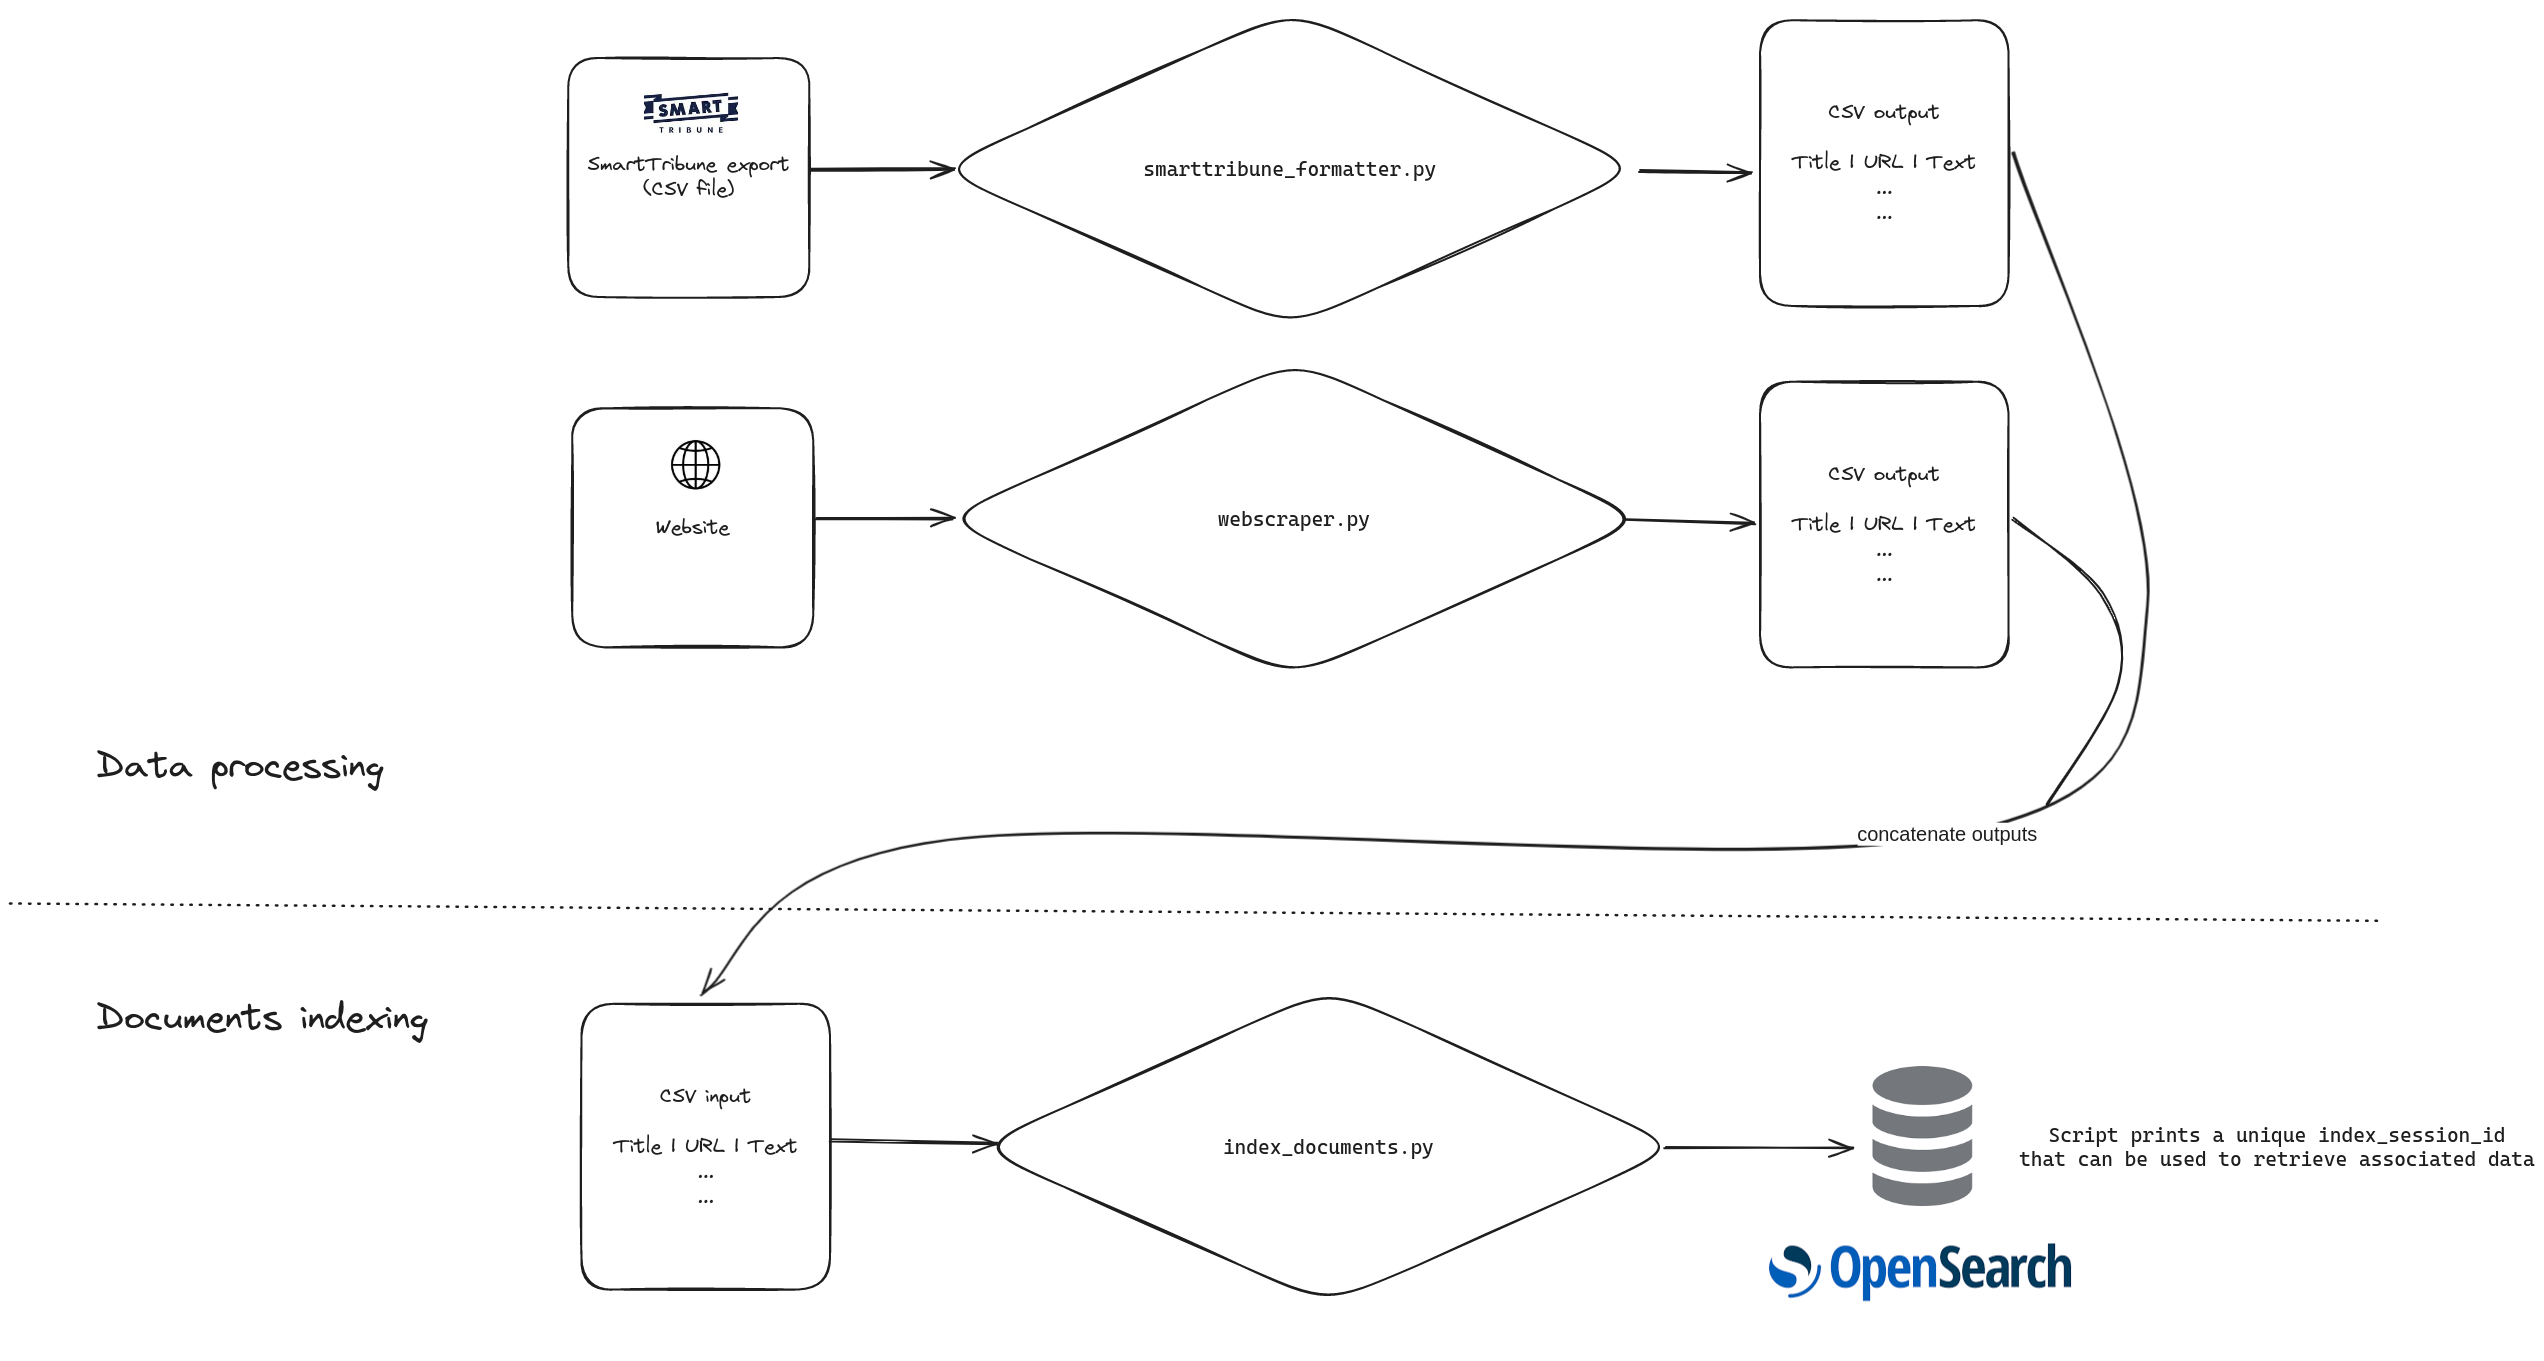 SMART
TRIBUNE
SmartTribune export
(CSV file)
smarttribune_formatter.py
CSV output
Title | URL | Text
...
...
Website
webscraper.py
CSV output
Title | URL | Text
...
...
Data processing
concatenate outputs
Documents indexing
CSV input
Title | URL | Text
...
...
index_documents.py
Script prints a unique index_session_id
that can be used to retrieve associated data
OpenSearch